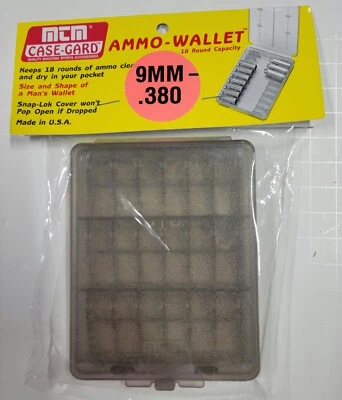 MTM
CASE-GARD®
QUALITY SHOOTING SPORTS ACCESSORIES
AMMO-WALLET™
18 Round Capacity
Keeps 18 rounds of ammo clea
and dry in your pocket
Size and Shape of
a Man's Wallet
Snap-Lok Cover won't
Pop Open if Dropped
Made in U.S.A.
9MM –
.380